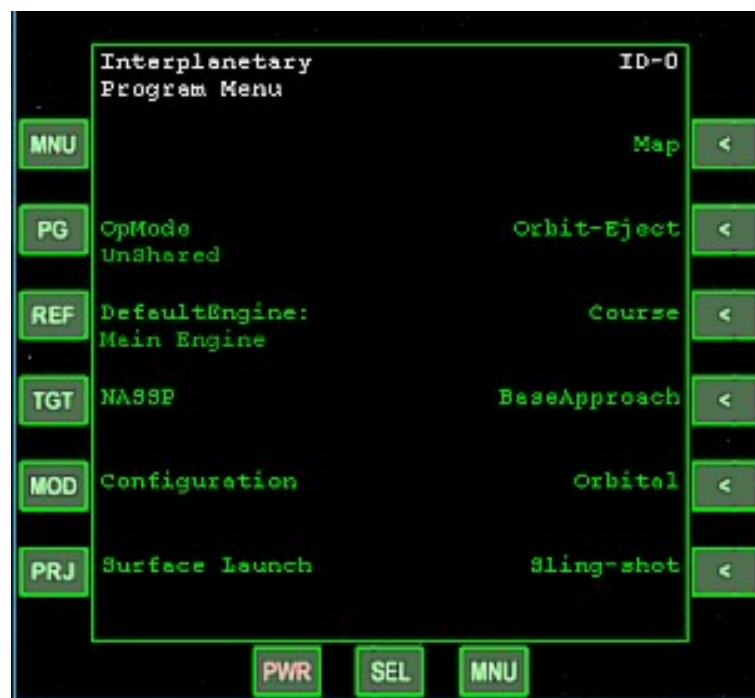 Interplanetary ID-0
Program Menu
MNU Map <
PG OpMode Orbit-Eject <
UnShared
REF DefaultEngine: Course <
Main Engine
TGT NASSP BaseApproach <
MOD Configuration Orbital <
PRJ Surface Launch Sling-shot <
PWR SEL MNU